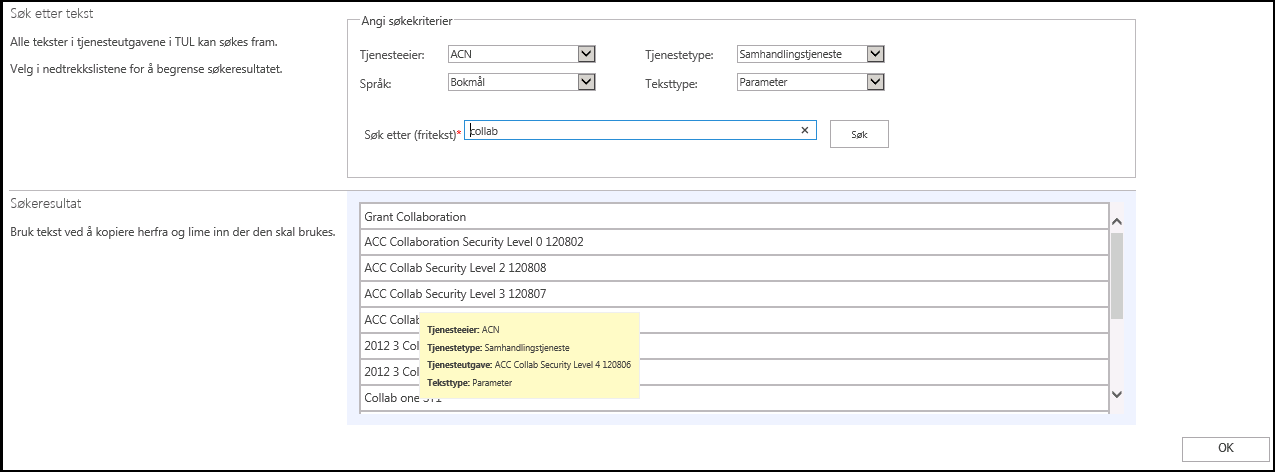 Søk etter tekst
Alle tekster i tjenesteutgavene i TUL kan søkes fram.
Velg i nedtrekkslistene for å begrense søkeresultatet.
Angi søkekriterier
Tjenesteeier: ACN Tjenestetype: Samhandlingstjeneste
Språk: Bokmål Teksttype: Parameter
Søk etter (fritekst)* collab × Søk
Søkeresultat
Bruk tekst ved å kopiere herfra og lime inn der den skal brukes.
Grant Collaboration
ACC Collaboration Security Level 0 120802
ACC Collab Security Level 2 120808
ACC Collab Security Level 3 120807
ACC Collab
2012 3 Col
2012 3 Col
Collab one
Tjenesteeier: ACN
Tjenestetype: Samhandlingstjeneste
Tjenesteutgave: ACC Collab Security Level 4 120806
Teksttype: Parameter
OK